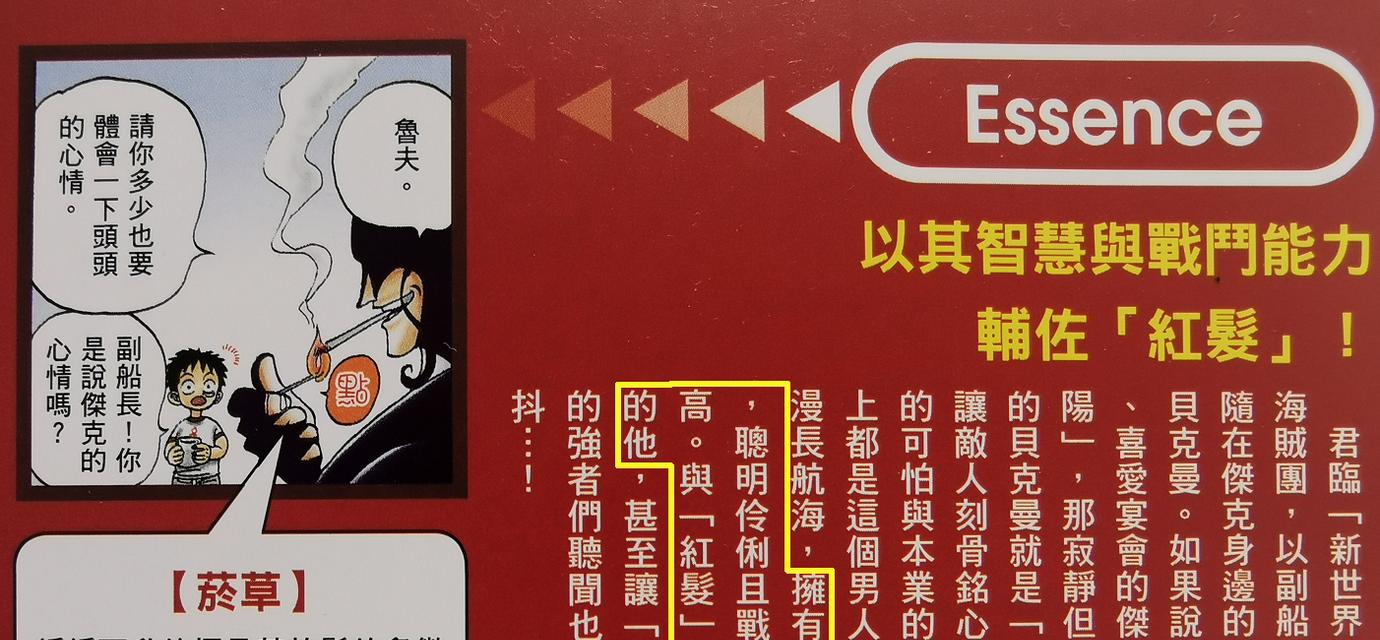 Essence
以其智慧與戰鬥能力
輔佐「紅髮」！
君臨「新世界
海賊團，以副船
隨在傑克身邊的
貝克曼。如果說
、喜愛宴會的傑
陽」，那寂靜但
的貝克曼就是「
讓敵人刻骨銘心
的可怕與本業的
上都是這個男人
漫長航海，擁有
，聰明伶俐且戰
高。與「紅髮」
的他，甚至讓「
的強者們聽聞也
抖…！
魯夫。
請你多少也要
體會一下頭頭
的心情。
點
副船長！你
是說傑克的
心情嗎？
【菸草】